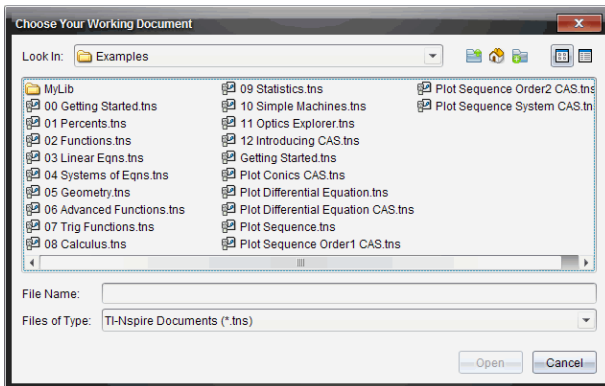 Choose Your Working Document
Look In: Examples
MyLib
00 Getting Started.tns
01 Percents.tns
02 Functions.tns
03 Linear Eqns.tns
04 Systems of Eqns.tns
05 Geometry.tns
06 Advanced Functions.tns
07 Trig Functions.tns
08 Calculus.tns
09 Statistics.tns
10 Simple Machines.tns
11 Optics Explorer.tns
12 Introducing CAS.tns
Getting Started.tns
Plot Conics CAS.tns
Plot Differential Equation.tns
Plot Differential Equation CAS.tns
Plot Sequence.tns
Plot Sequence Order1 CAS.tns
Plot Sequence Order2 CAS.tns
Plot Sequence System CAS.tn
File Name:
Files of Type: TI-Nspire Documents (*.tns)
Open Cancel